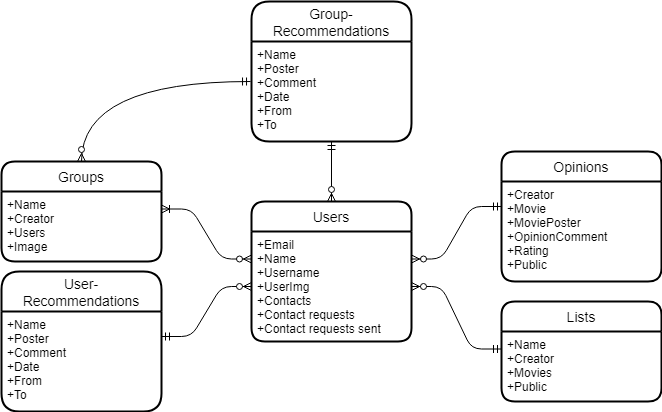 Group-
Recommendations
+Name
+Poster
+Comment
+Date
+From
+To
Groups
+Name
+Creator
+Users
+Image
User-
Recommendations
+Name
+Poster
+Comment
+Date
+From
+To
Users
+Email
+Name
+Username
+UserImg
+Contacts
+Contact requests
+Contact requests sent
Opinions
+Creator
+Movie
+MoviePoster
+OpinionComment
+Rating
+Public
Lists
+Name
+Creator
+Movies
+Public